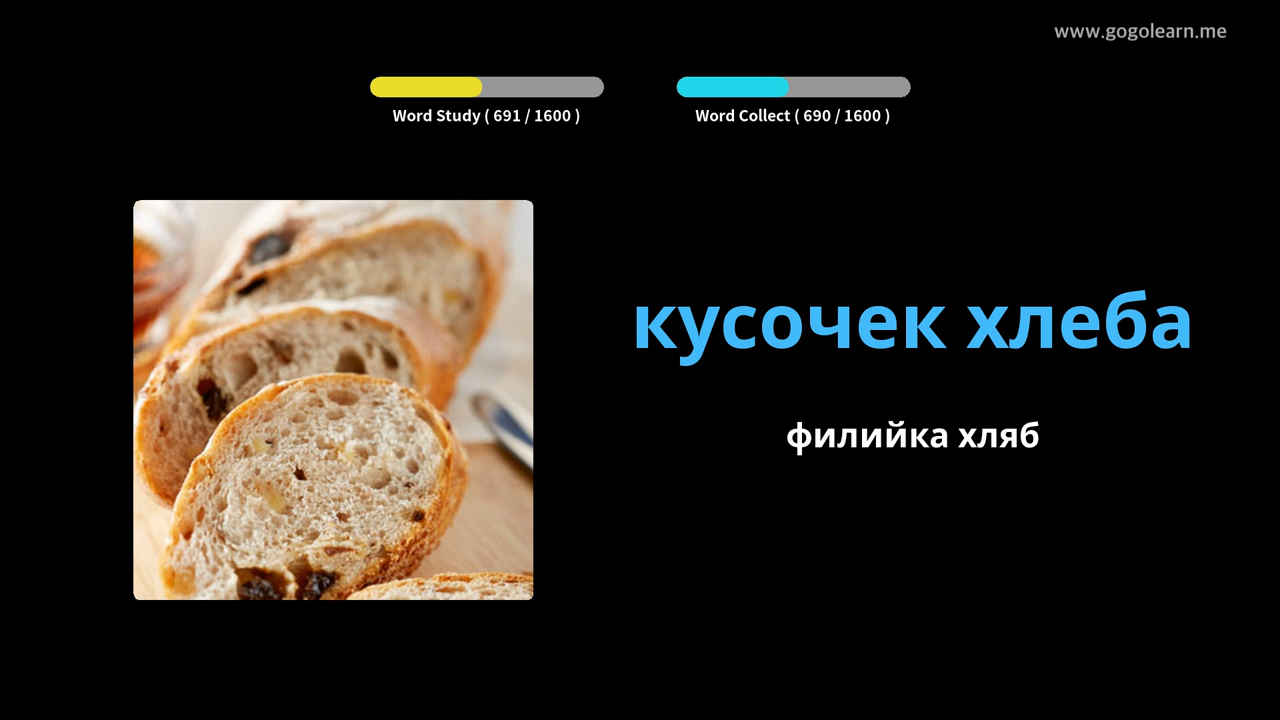 www.gogolearn.me
Word Study ( 691 / 1600 )
Word Collect ( 690 / 1600 )
кусочек хлеба
филийка хляб